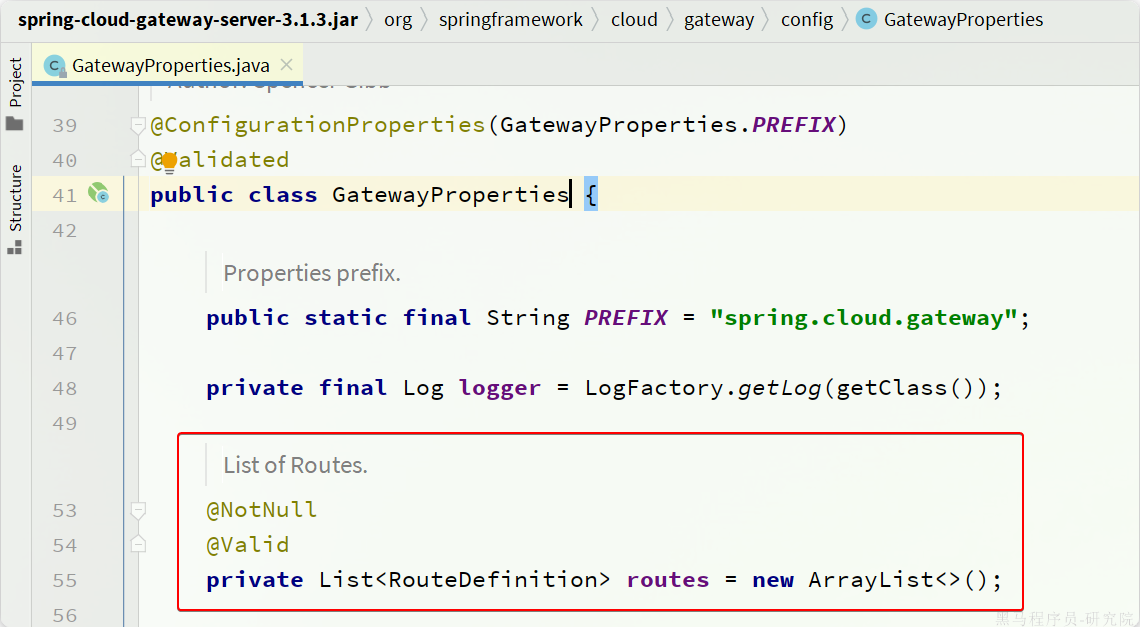 spring-cloud-gateway-server-3.1.3.jar org springframework cloud gateway config C GatewayProperties
Project
Structure
C GatewayProperties.java
Author: Spencer Gibb
39 @ConfigurationProperties(GatewayProperties.PREFIX)
40 @Validated
41 public class GatewayProperties {
42
Properties prefix.
46 public static final String PREFIX = "spring.cloud.gateway";
47
48 private final Log logger = LogFactory.getLog(getClass());
49
List of Routes.
53 @NotNull
54 @Valid
55 private List<RouteDefinition> routes = new ArrayList<>();
56
黑马程序员-研究院